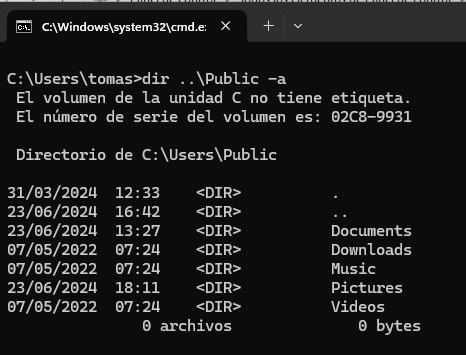 C:\Windows\system32\cmd.e:
C:\Users\tomas>dir ..\Public -a
 El volumen de la unidad C no tiene etiqueta.
 El número de serie del volumen es: 02C8-9931

 Directorio de C:\Users\Public

31/03/2024  12:33    <DIR>          .
23/06/2024  16:42    <DIR>          ..
23/06/2024  13:27    <DIR>          Documents
07/05/2022  07:24    <DIR>          Downloads
07/05/2022  07:24    <DIR>          Music
23/06/2024  18:11    <DIR>          Pictures
07/05/2022  07:24    <DIR>          Videos
               0 archivos              0 bytes